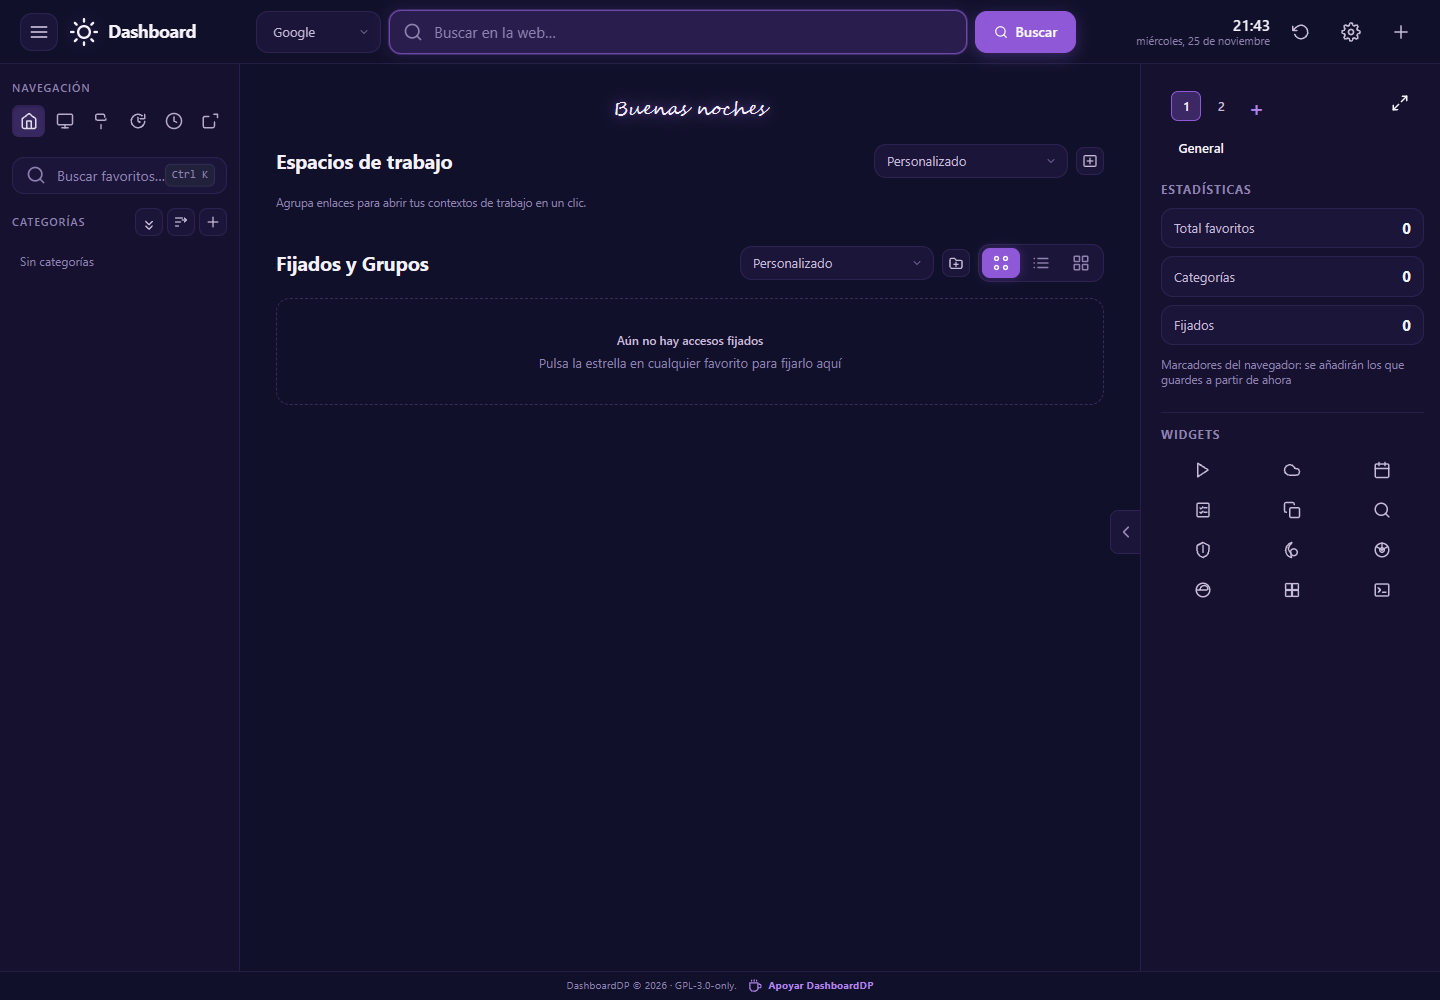 Dashboard
Google
Buscar en la web...
Buscar
21:43
miércoles, 25 de noviembre
NAVEGACIÓN
Buscar favoritos...
Ctrl K
CATEGORÍAS
Sin categorías
Buenas noches
Espacios de trabajo
Personalizado
Agrupa enlaces para abrir tus contextos de trabajo en un clic.
Fijados y Grupos
Personalizado
Aún no hay accesos fijados
Pulsa la estrella en cualquier favorito para fijarlo aquí
1
2
General
ESTADÍSTICAS
Total favoritos 0
Categorías 0
Fijados 0
Marcadores del navegador: se añadirán los que
guardes a partir de ahora
WIDGETS
DashboardDP © 2026 · GPL-3.0-only.
Apoyar DashboardDP